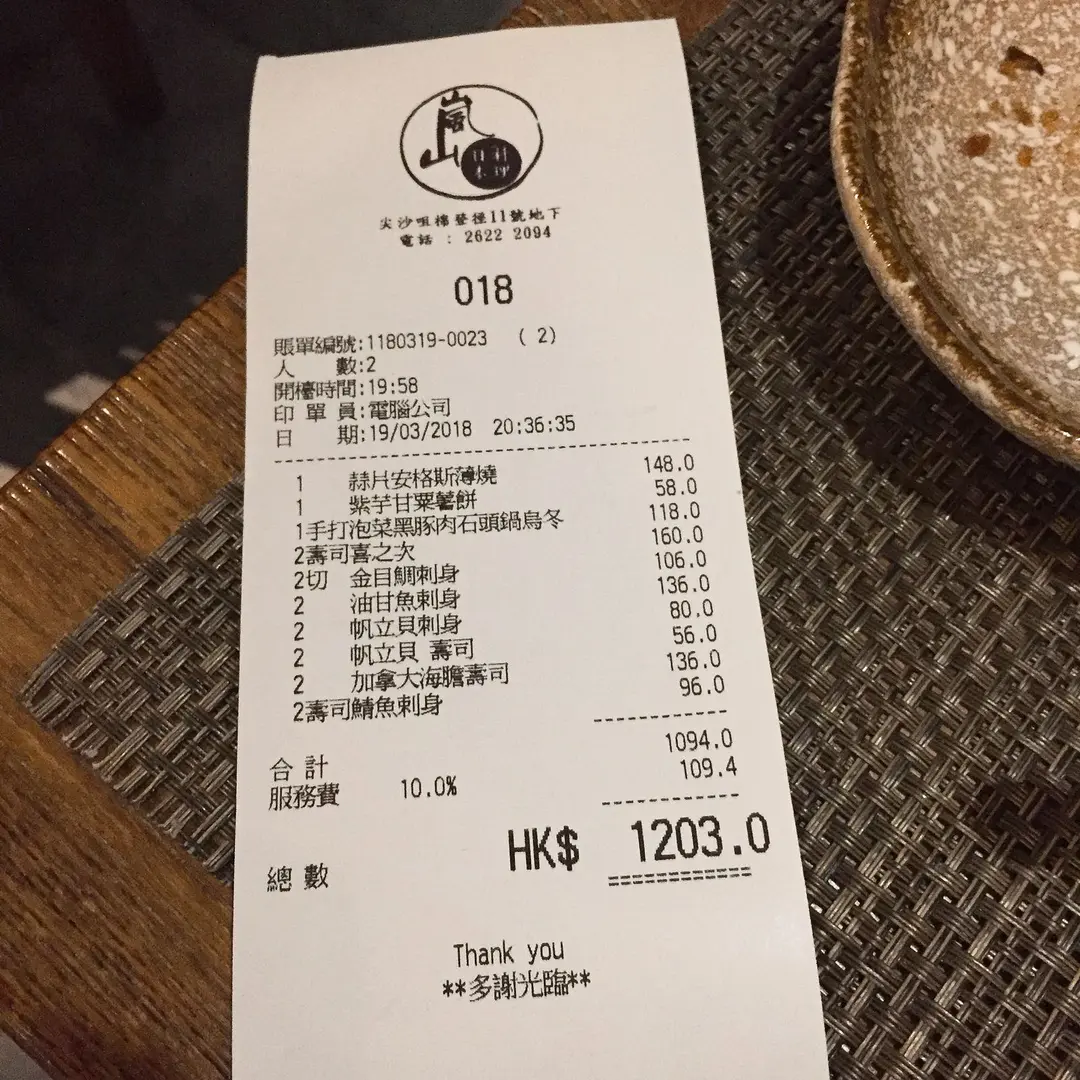 嵐
日本料理
尖沙咀棉登徑11號地下
電話 : 2622 2094
018
賬單編號:1180319-0023 ( 2)
人 數:2
開檯時間:19:58
印 單 員:電腦公司
日 期:19/03/2018 20:36:35
1 蒜片安格斯薄燒 148.0
1 紫芋甘粟薯餅 58.0
1手打泡菜黑豚肉石頭鍋烏冬 118.0
2壽司喜之次 160.0
2切 金目鯛刺身 106.0
2 油甘魚刺身 136.0
2 帆立貝刺身 80.0
2 帆立貝 壽司 56.0
2 加拿大海膽壽司 136.0
2壽司鯖魚刺身 96.0
合 計 1094.0
服務費 10.0% 109.4
總 數 HK$ 1203.0
Thank you
**多謝光臨**